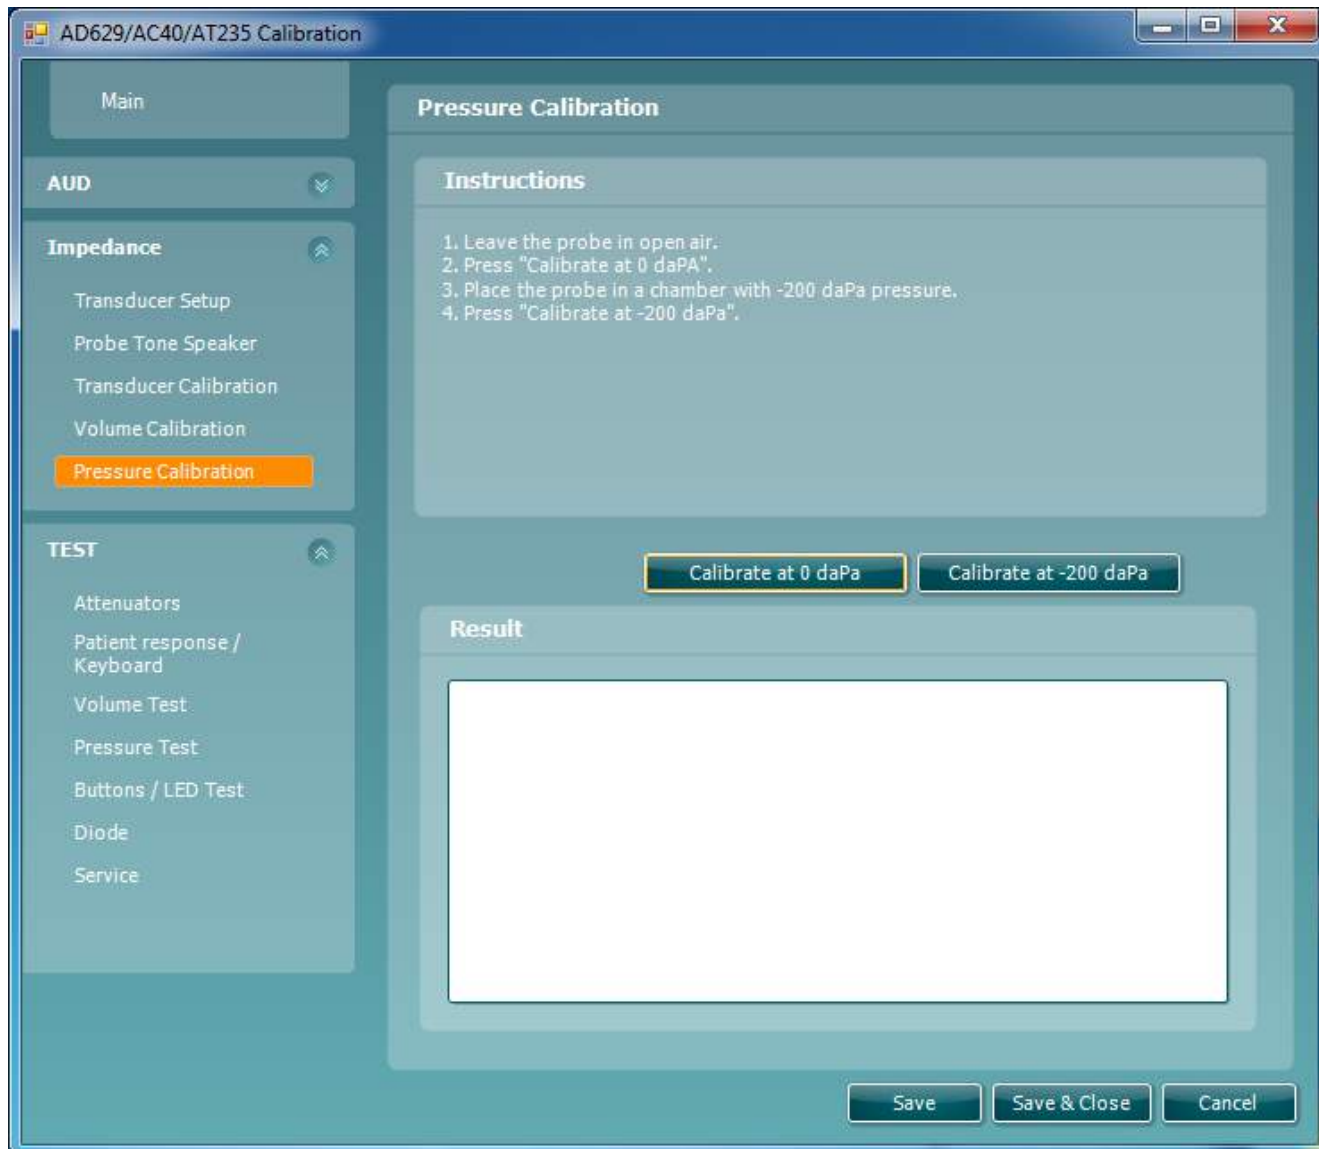 AD629/AC40/AT235 Calibration
Main
AUD
Impedance
Transducer Setup
Probe Tone Speaker
Transducer Calibration
Volume Calibration
Pressure Calibration
TEST
Attenuators
Patient response /
Keyboard
Volume Test
Pressure Test
Buttons / LED Test
Diode
Service
Pressure Calibration
Instructions
1. Leave the probe in open air.
2. Press "Calibrate at 0 daPA".
3. Place the probe in a chamber with -200 daPa pressure.
4. Press "Calibrate at -200 daPa".
Calibrate at 0 daPa
Calibrate at -200 daPa
Result
Save
Save & Close
Cancel